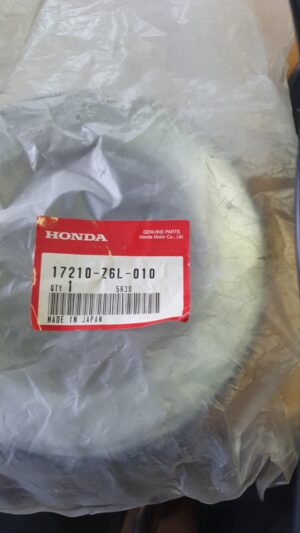 HONDA
GENUINE PARTS
Honda Motor Co., Ltd.
17210-Z6L-010
QTY 1 5H30
MADE IN JAPAN